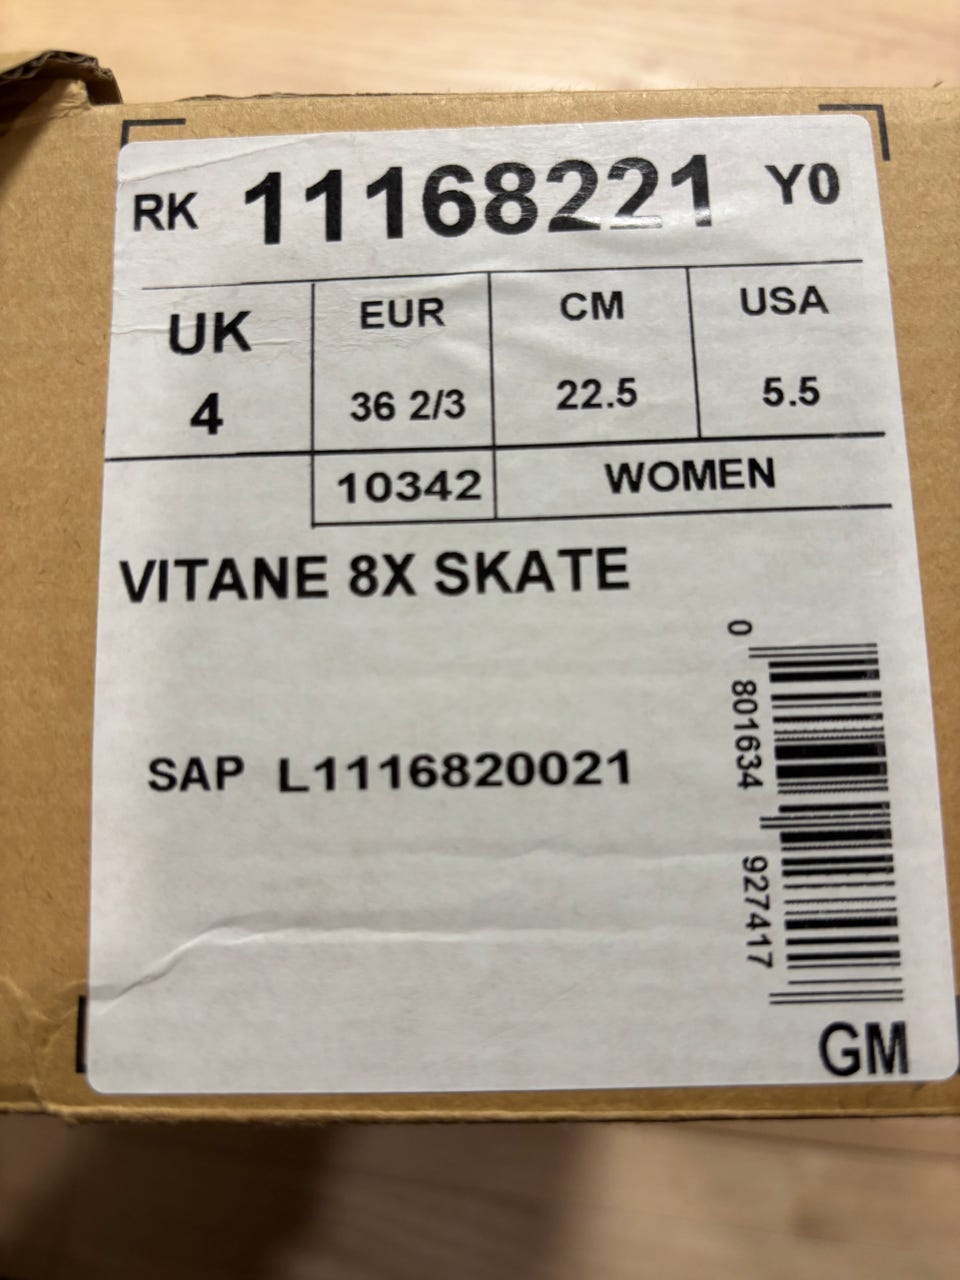 RK 11168221 Y0
UK EUR CM USA
4 36 2/3 22.5 5.5
10342 WOMEN
VITANE 8X SKATE
SAP L1116820021
0 801634 927417
GM